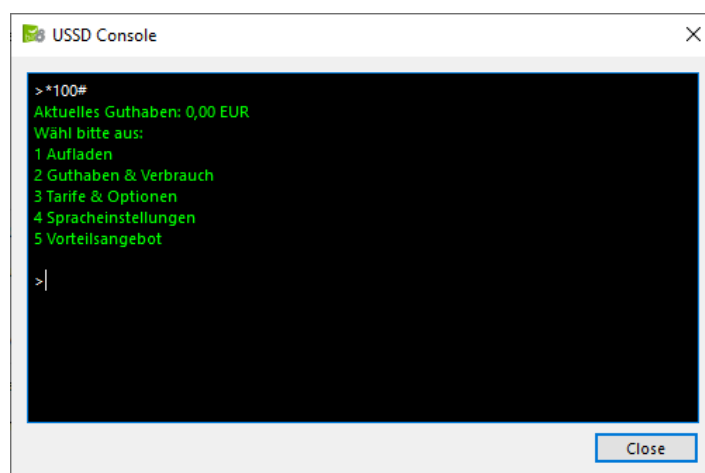 USSD Console
>*100#
Aktuelles Guthaben: 0,00 EUR
Wähl bitte aus:
1 Aufladen
2 Guthaben & Verbrauch
3 Tarife & Optionen
4 Spracheinstellungen
5 Vorteilsangebot
>
Close